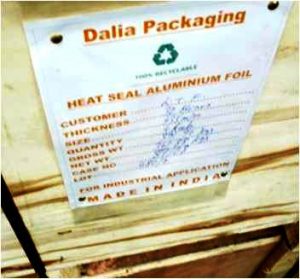 Dalia Packaging
100% RECYCLABLE
HEAT SEAL ALUMINIUM FOIL
CUSTOMER
THICKNESS
SIZE
QUANTITY
GROSS WT
NET WT
CASE NO
LOT
FOR INDUSTRIAL APPLICATION
MADE IN INDIA